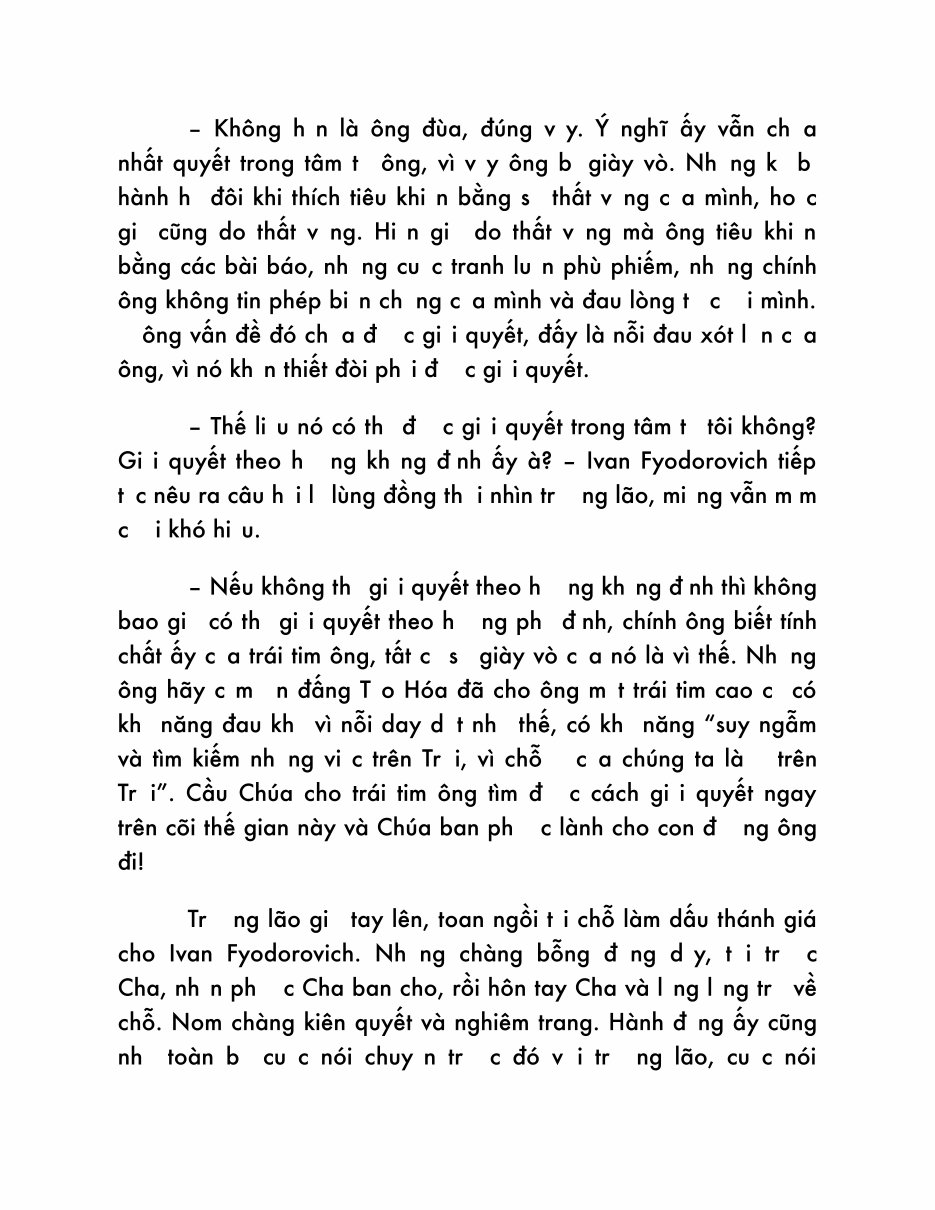 – Không h n là ông đùa, đúng v y. Ý nghĩ ấy vẫn ch a
nhất quyết trong tâm t  ông, vì v y ông b  giày vò. Nh ng k  b
hành h  đôi khi thích tiêu khi n bằng s  thất v ng c a mình, ho c
gi  cũng do thất v ng. Hi n gi  do thất v ng mà ông tiêu khi n
bằng các bài báo, nh ng cu c tranh lu n phù phiếm, nh ng chính
ông không tin phép bi n ch ng c a mình và đau lòng t  c  i mình.
ông vấn đề đó ch a đ  c gi i quyết, đấy là nỗi đau xót l n c a
ông, vì nó kh n thiết đòi ph i đ  c gi i quyết.
– Thế li u nó có th  đ  c gi i quyết trong tâm t  tôi không?
Gi i quyết theo h  ng kh ng đ nh ấy à? – Ivan Fyodorovich tiếp
t c nêu ra câu h i l  lùng đồng th i nhìn tr  ng lão, mi ng vẫn m m
c  i khó hi u.
– Nếu không th  gi i quyết theo h  ng kh ng đ nh thì không
bao gi  có th  gi i quyết theo h  ng ph  đ nh, chính ông biết tính
chất ấy c a trái tim ông, tất c  s  giày vò c a nó là vì thế. Nh ng
ông hãy c m  n đấng T o Hóa đã cho ông m t trái tim cao c  có
kh  năng đau kh  vì nỗi day d t nh  thế, có kh  năng “suy ngẫm
và tìm kiếm nh ng vi c trên Tr i, vì chỗ   c a chúng ta là   trên
Tr i”. Cầu Chúa cho trái tim ông tìm đ  c cách gi i quyết ngay
trên cõi thế gian này và Chúa ban ph  c lành cho con đ  ng ông
đi!
Tr  ng lão gi  tay lên, toan ngồi t i chỗ làm dấu thánh giá
cho Ivan Fyodorovich. Nh ng chàng bỗng đ ng d y, t i tr  c
Cha, nh n ph  c Cha ban cho, rồi hôn tay Cha và l ng l ng tr  về
chỗ. Nom chàng kiên quyết và nghiêm trang. Hành đ ng ấy cũng
nh  toàn b  cu c nói chuy n tr  c đó v i tr  ng lão, cu c nói